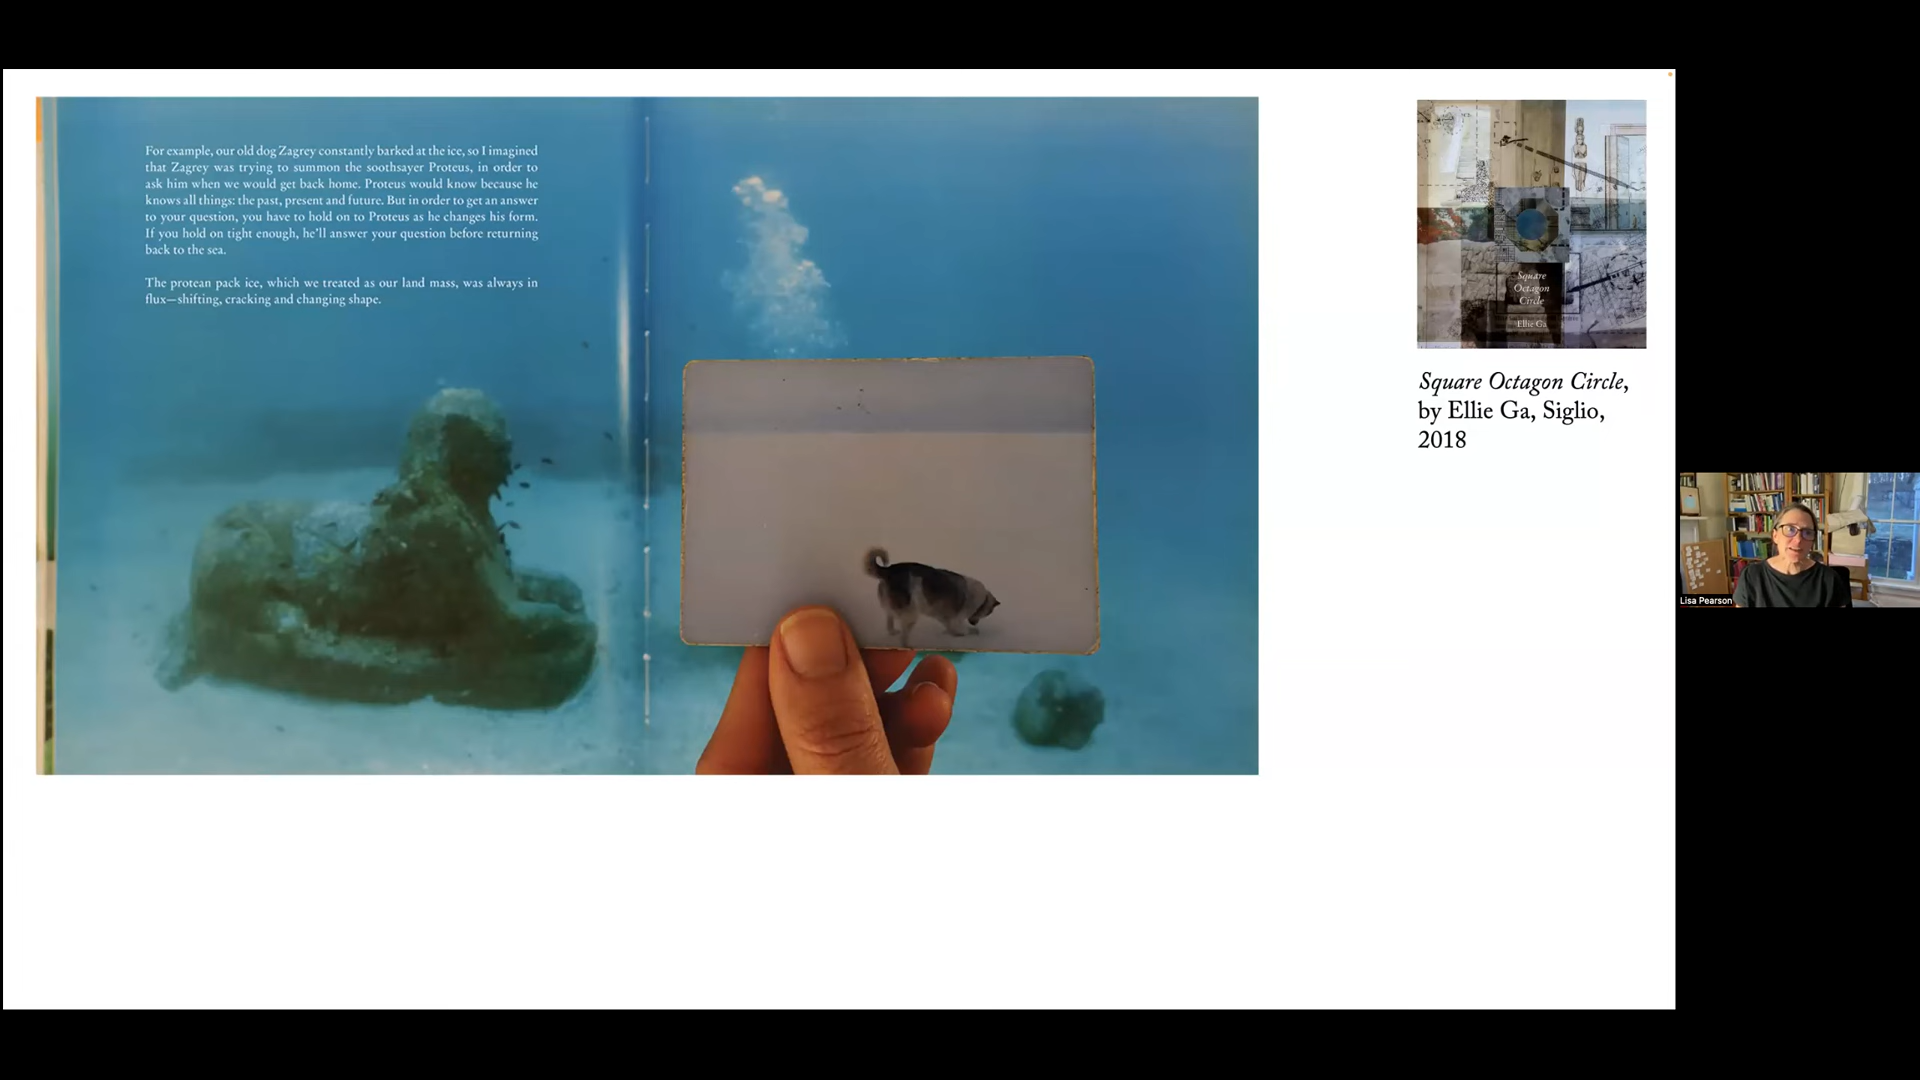 For example, our old dog Zagrey constantly barked at the ice, so I imagined
that Zagrey was trying to summon the soothsayer Proteus, in order to
ask him when we would get back home. Proteus would know because he
knows all things: the past, present and future. But in order to get an answer
to your question, you have to hold on to Proteus as he changes his form.
If you hold on tight enough, he'll answer your question before returning
back to the sea.
The protean pack ice, which we treated as our land mass, was always in
flux—shifting, cracking and changing shape.
Square
Octagon
Circle
Ellie Ga
Square Octagon Circle,
by Ellie Ga, Siglio,
2018
Lisa Pearson